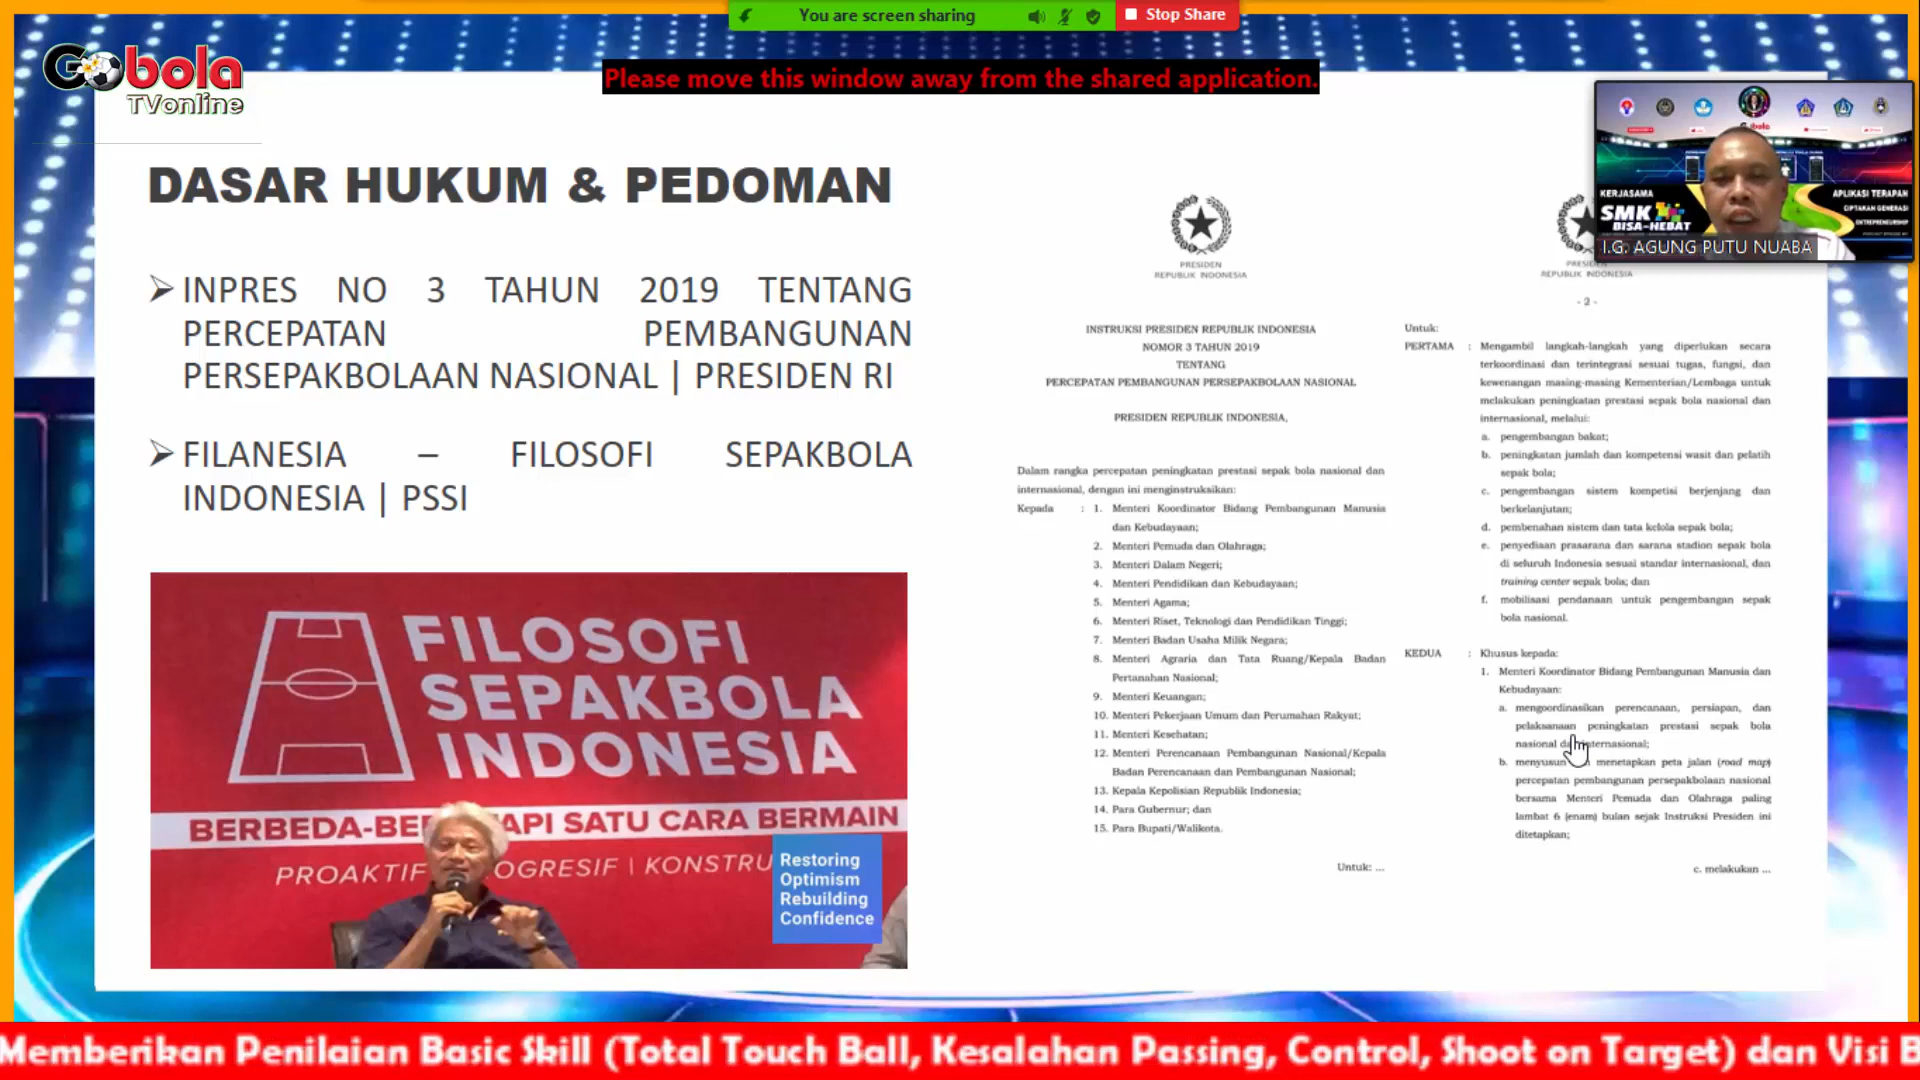 You are screen sharing
Stop Share
Please move this window away from the shared application.
Gobola
TVonline
DASAR HUKUM & PEDOMAN
INPRES NO 3 TAHUN 2019 TENTANG
PERCEPATAN PEMBANGUNAN
PERSEPAKBOLAAN NASIONAL | PRESIDEN RI
FILANESIA – FILOSOFI SEPAKBOLA
INDONESIA | PSSI
FILOSOFI
SEPAKBOLA
INDONESIA
BERBEDA-BE API SATU CARA BERMAIN
PROAKTIF OGRESIF | KONSTRU
Restoring
Optimism
Rebuilding
Confidence
PRESIDEN
REPUBLIK INDONESIA
INSTRUKSI PRESIDEN REPUBLIK INDONESIA
NOMOR 3 TAHUN 2019
TENTANG
PERCEPATAN PEMBANGUNAN PERSEPAKBOLAAN NASIONAL
PRESIDEN REPUBLIK INDONESIA,
Dalam rangka percepatan peningkatan prestasi sepak bola nasional dan
internasional, dengan ini menginstruksikan:
Kepada : 1. Menteri Koordinator Bidang Pembangunan Manusia
dan Kebudayaan;
2. Menteri Pemuda dan Olahraga;
3. Menteri Dalam Negeri;
4. Menteri Pendidikan dan Kebudayaan;
5. Menteri Agama;
6. Menteri Riset, Teknologi dan Pendidikan Tinggi;
7. Menteri Badan Usaha Milik Negara;
8. Menteri Agraria dan Tata Ruang/Kepala Badan
Pertanahan Nasional;
9. Menteri Keuangan;
10. Menteri Pekerjaan Umum dan Perumahan Rakyat;
11. Menteri Kesehatan;
12. Menteri Perencanaan Pembangunan Nasional/Kepala
Badan Perencanaan dan Pembangunan Nasional;
13. Kepala Kepolisian Republik Indonesia;
14. Para Gubernur; dan
15. Para Bupati/Walikota.
Untuk: ...
PRESIDEN
REPUBLIK INDONESIA
- 2 -
Untuk:
PERTAMA : Mengambil langkah-langkah yang diperlukan secara
terkoordinasi dan terintegrasi sesuai tugas, fungsi, dan
kewenangan masing-masing Kementerian/Lembaga untuk
melakukan peningkatan prestasi sepak bola nasional dan
internasional, melalui:
a. pengembangan bakat;
b. peningkatan jumlah dan kompetensi wasit dan pelatih
sepak bola;
c. pengembangan sistem kompetisi berjenjang dan
berkelanjutan;
d. pembenahan sistem dan tata kelola sepak bola;
e. penyediaan prasarana dan sarana stadion sepak bola
di seluruh Indonesia sesuai standar internasional, dan
training center sepak bola; dan
f. mobilisasi pendanaan untuk pengembangan sepak
bola nasional.
KEDUA : Khusus kepada:
1. Menteri Koordinator Bidang Pembangunan Manusia dan
Kebudayaan:
a. mengoordinasikan perencanaan, persiapan, dan
pelaksanaan peningkatan prestasi sepak bola
nasional da internasional;
b. menyusun menetapkan peta jalan (road map)
percepatan pembangunan persepakbolaan nasional
bersama Menteri Pemuda dan Olahraga paling
lambat 6 (enam) bulan sejak Instruksi Presiden ini
ditetapkan;
c. melakukan ...
KERJASAMA
SMK
BISA-HEBAT
APLIKASI TERAPAN
CIPTAKAN GENERASI
ENTREPRENEURSHIP
I.G. AGUNG PUTU NUABA
Memberikan Penilaian Basic Skill (Total Touch Ball, Kesalahan Passing, Control, Shoot on Target) dan Visi B